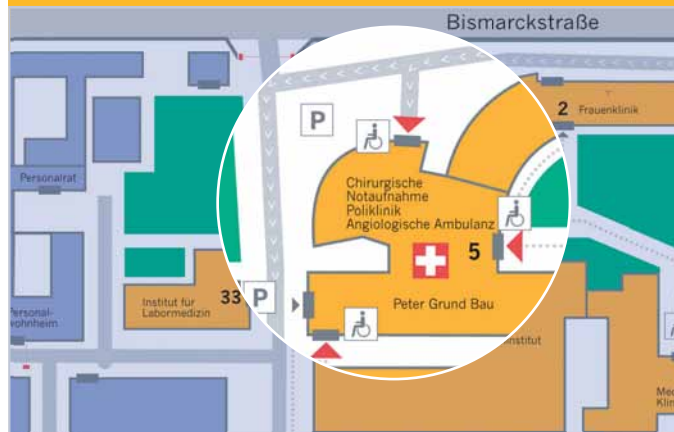 Bismarckstraße
P
2 Frauenklinik
Personalrat
Chirurgische
Notaufnahme
Poliklinik
Angiologische Ambulanz
5
33 P
Institut für
Labormedizin
Peter Grund Bau
Personal-
wohnheim
institut